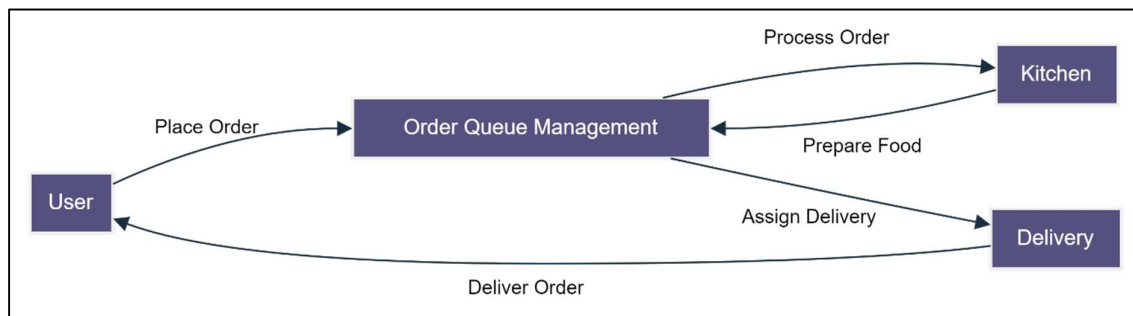 Process Order
Kitchen
Place Order
Order Queue Management
Prepare Food
User
Assign Delivery
Delivery
Deliver Order